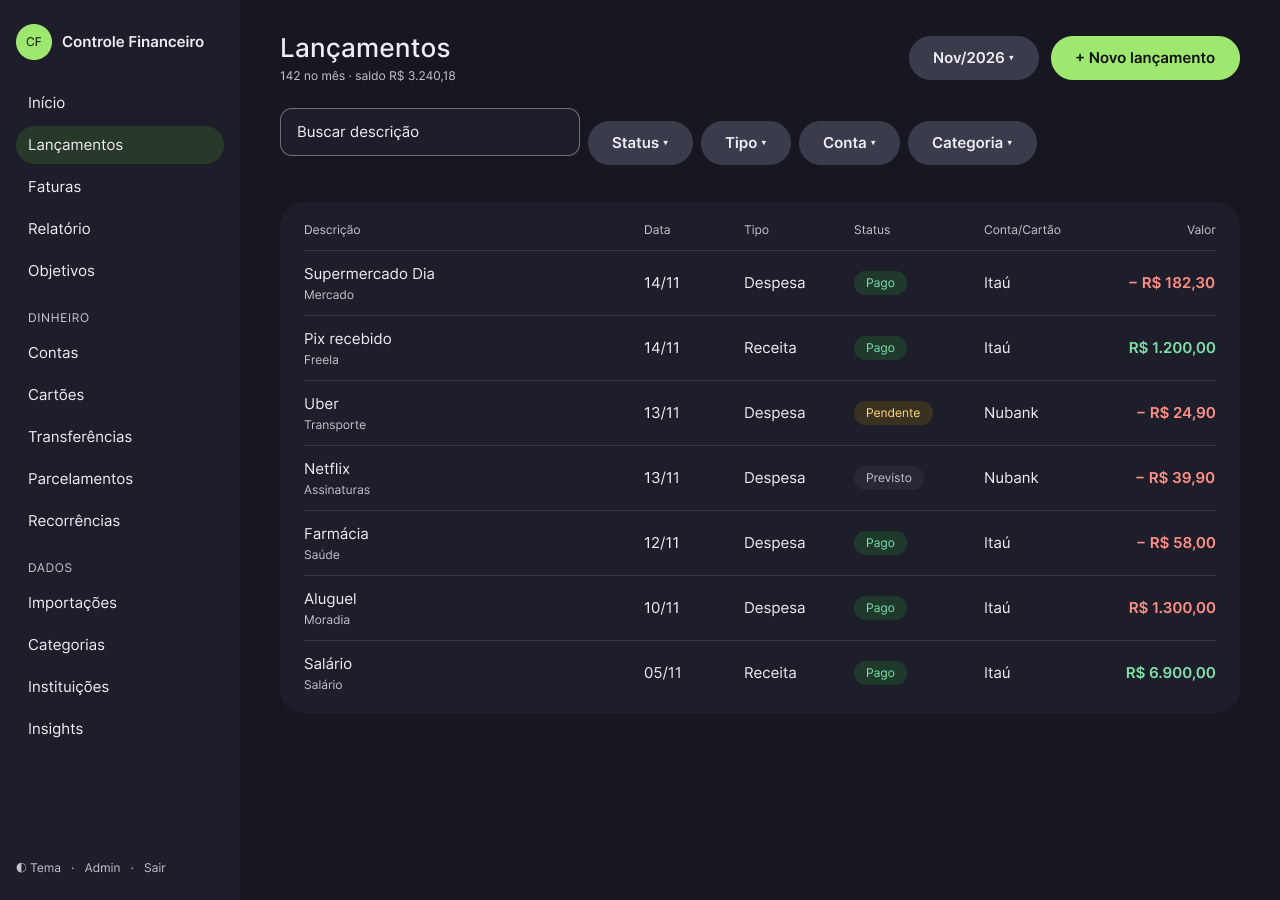 CF Controle Financeiro
Início
Lançamentos
Faturas
Relatório
Objetivos
DINHEIRO
Contas
Cartões
Transferências
Parcelamentos
Recorrências
DADOS
Importações
Categorias
Instituições
Insights
◐ Tema · Admin · Sair
Lançamentos
142 no mês · saldo R$ 3.240,18
Nov/2026 ▾
+ Novo lançamento
Buscar descrição
Status ▾
Tipo ▾
Conta ▾
Categoria ▾
Descrição Data Tipo Status Conta/Cartão Valor
Supermercado Dia 14/11 Despesa Pago Itaú − R$ 182,30
Mercado
Pix recebido 14/11 Receita Pago Itaú R$ 1.200,00
Freela
Uber 13/11 Despesa Pendente Nubank − R$ 24,90
Transporte
Netflix 13/11 Despesa Previsto Nubank − R$ 39,90
Assinaturas
Farmácia 12/11 Despesa Pago Itaú − R$ 58,00
Saúde
Aluguel 10/11 Despesa Pago Itaú R$ 1.300,00
Moradia
Salário 05/11 Receita Pago Itaú R$ 6.900,00
Salário